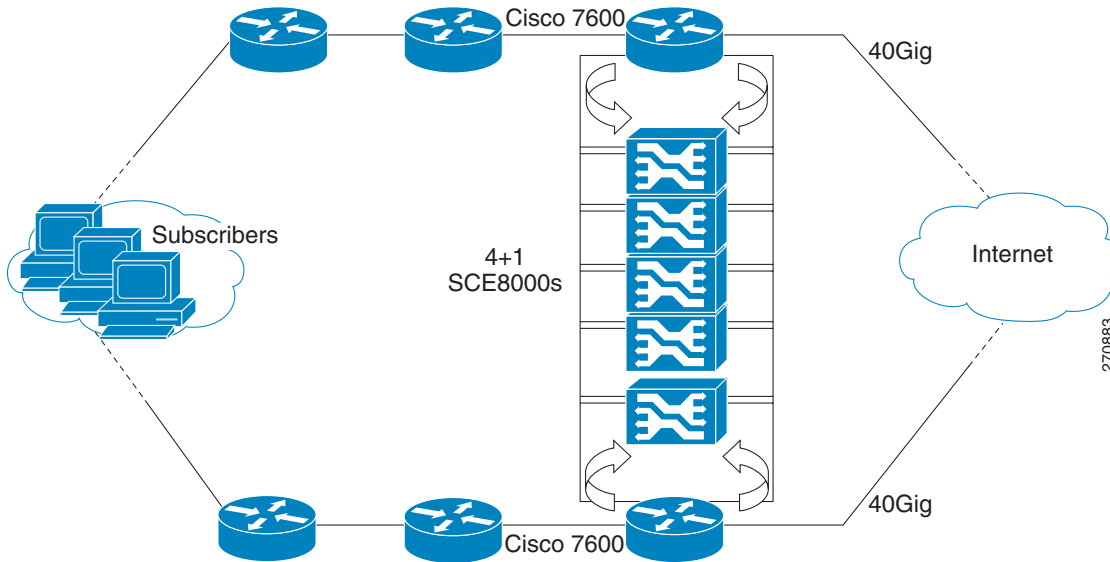 Cisco 7600
40Gig
Subscribers
4+1
SCE8000s
Internet
270883
40Gig
Cisco 7600